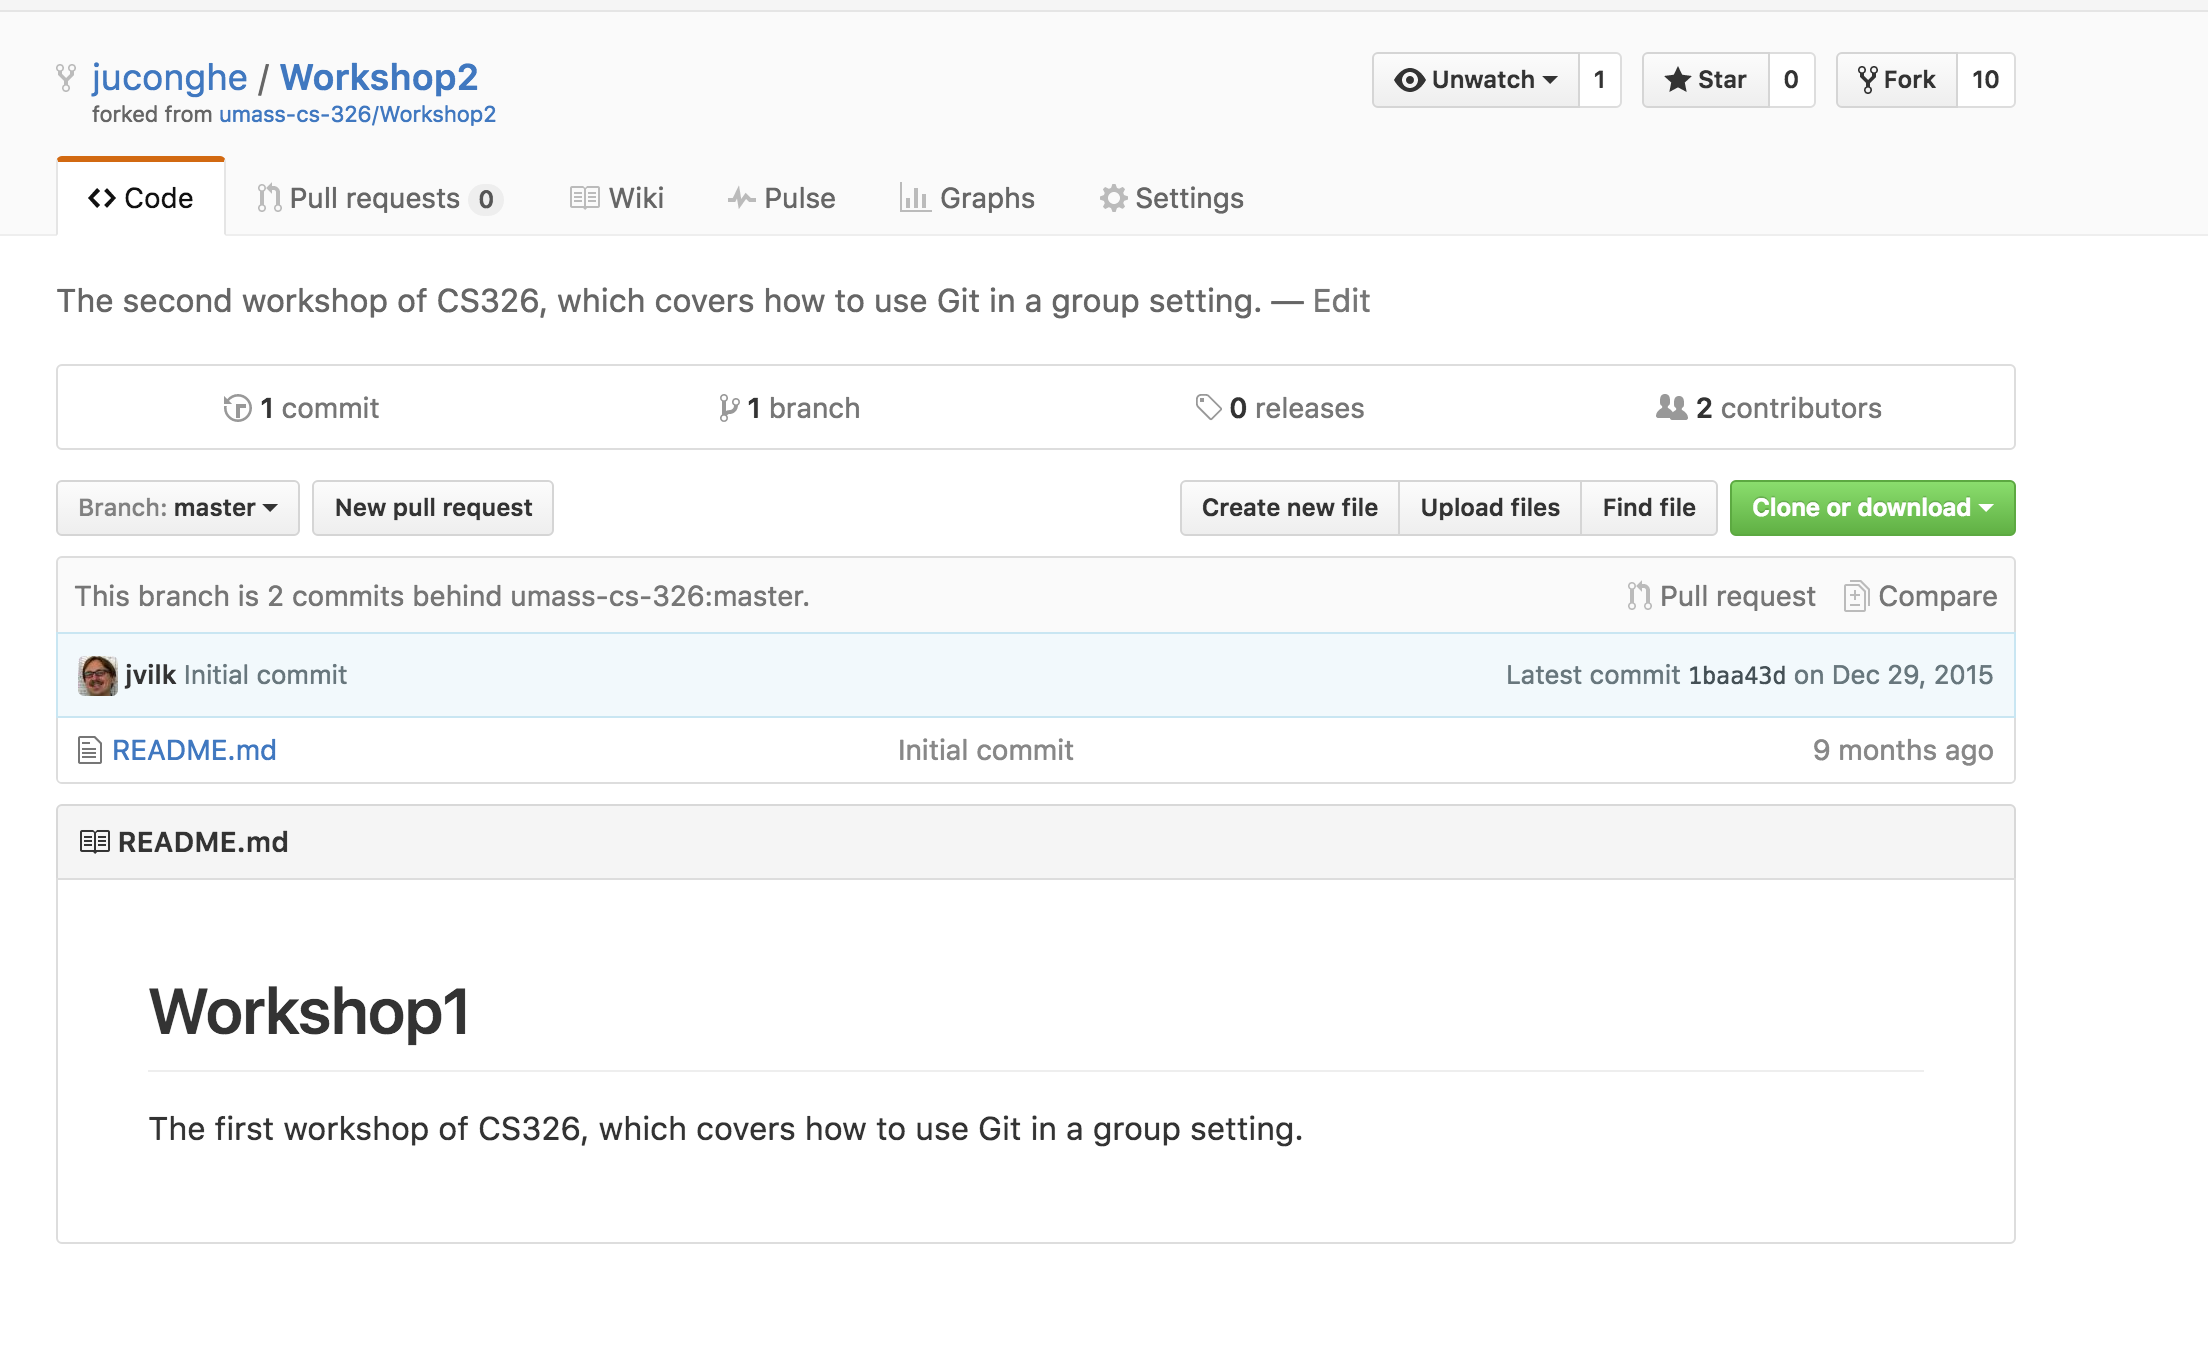 juconghe / Workshop2
Unwatch 1 Star 0 Fork 10
forked from umass-cs-326/Workshop2
Code Pull requests 0 Wiki Pulse Graphs Settings
The second workshop of CS326, which covers how to use Git in a group setting. — Edit
1 commit 1 branch 0 releases 2 contributors
Branch: master New pull request Create new file Upload files Find file Clone or download
This branch is 2 commits behind umass-cs-326:master. Pull request Compare
jvilk Initial commit Latest commit 1baa43d on Dec 29, 2015
README.md Initial commit 9 months ago
README.md
Workshop1
The first workshop of CS326, which covers how to use Git in a group setting.